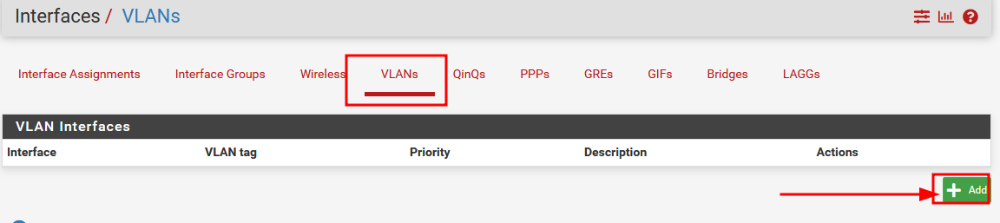 Interfaces / VLANs
Interface Assignments Interface Groups Wireless VLANs QinQs PPPs GREs GIFs Bridges LAGGs
VLAN Interfaces
Interface VLAN tag Priority Description Actions
Add